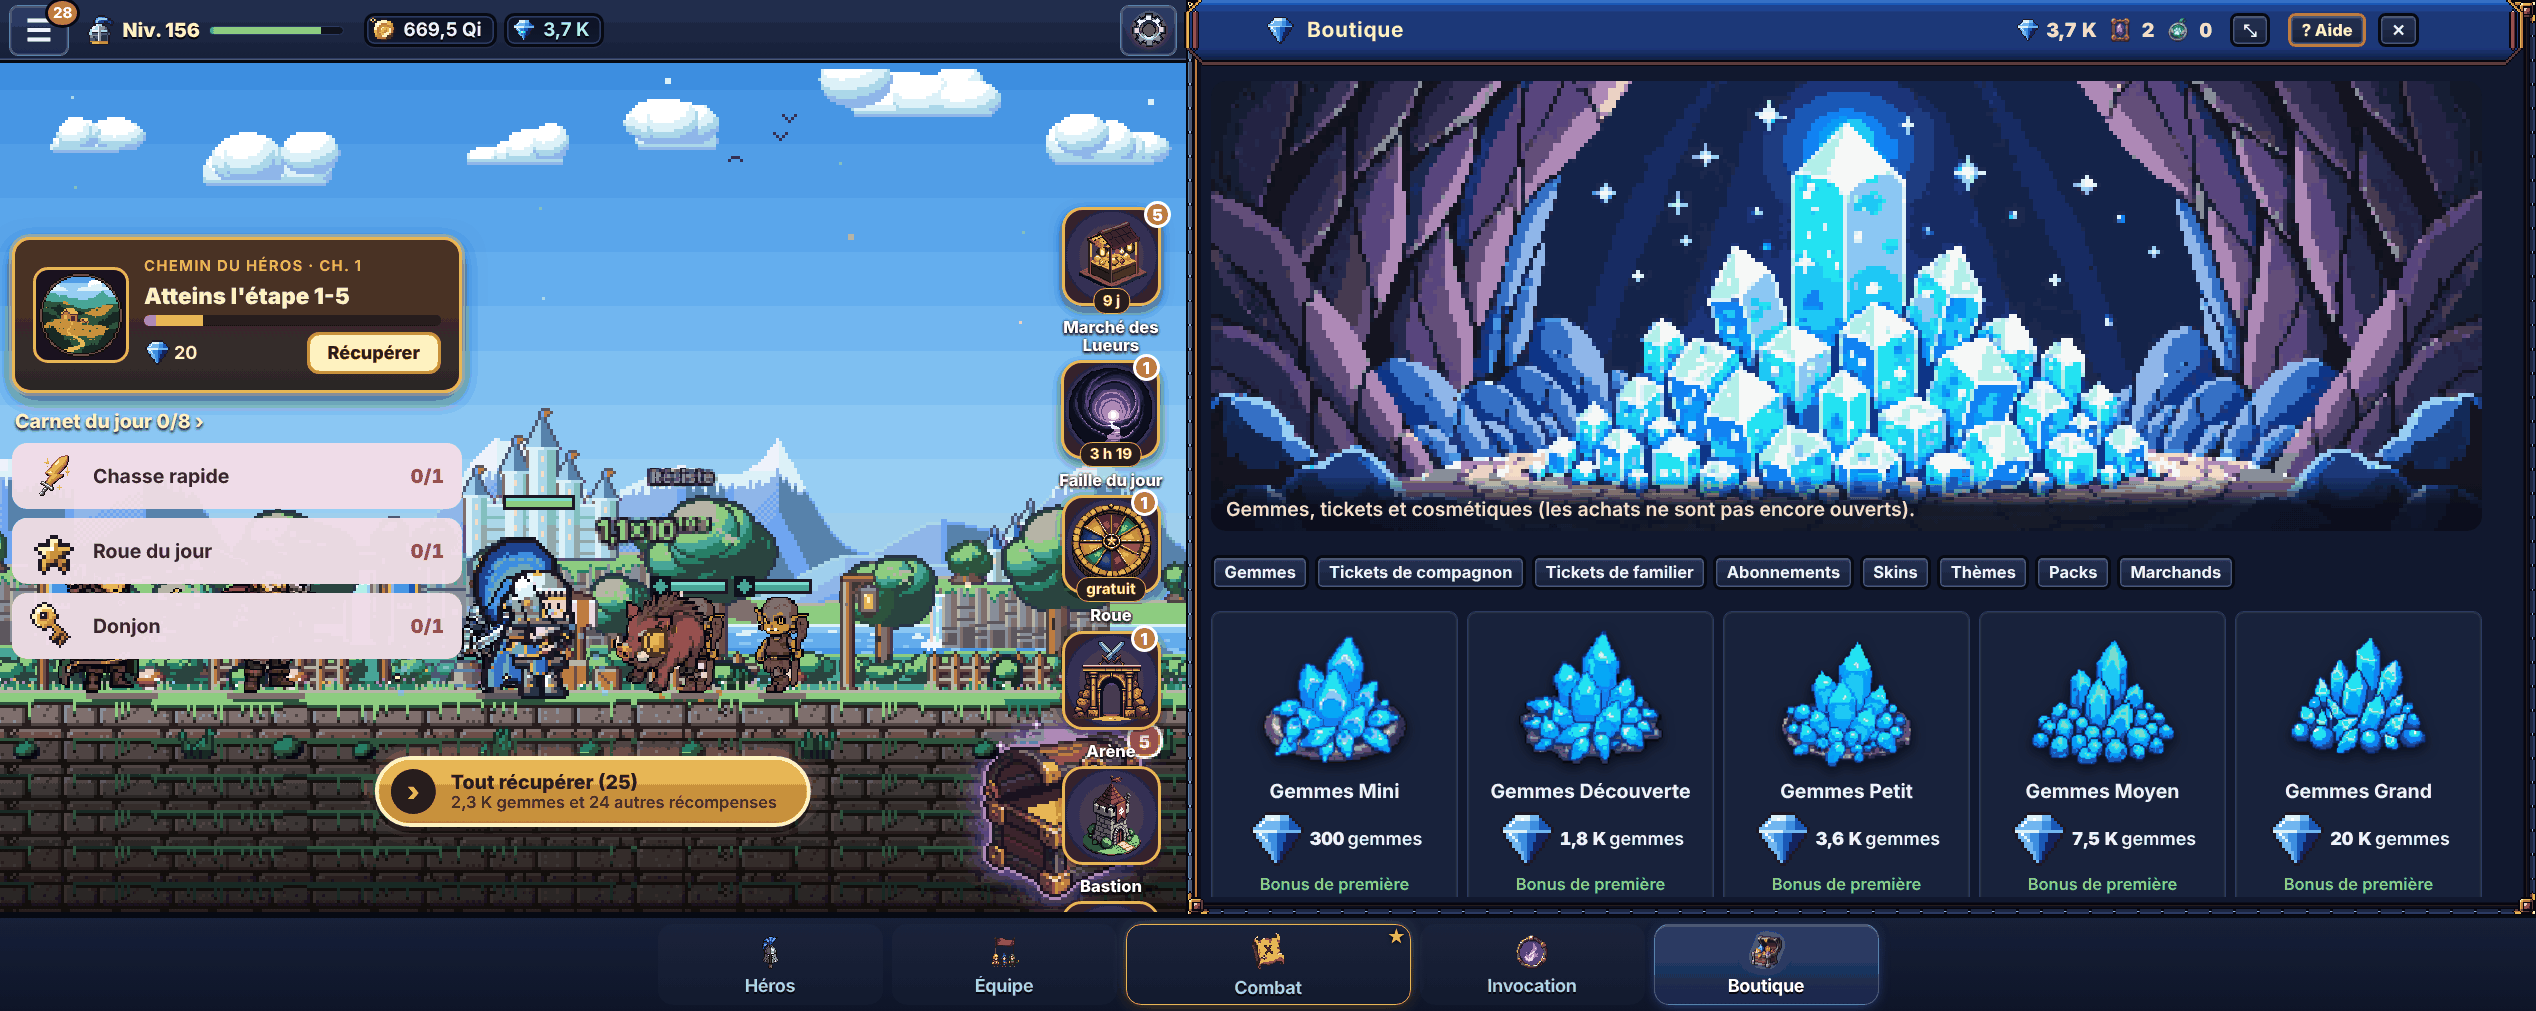 28
Niv. 156
669,5 Qi
3,7 K
CHEMIN DU HÉROS · CH. 1
Atteins l'étape 1-5
20
Récupérer
Carnet du jour 0/8 ›
Chasse rapide 0/1
Roue du jour 0/1
Donjon 0/1
Résiste
5
9 j
Marché des
Lueurs
1
3 h 19
Faille du jour
1
gratuit
Roue
1
Arène
5
Bastion
Tout récupérer (25)
2,3 K gemmes et 24 autres récompenses
Boutique
3,7 K
2
0
? Aide
Gemmes, tickets et cosmétiques (les achats ne sont pas encore ouverts).
Gemmes
Tickets de compagnon
Tickets de familier
Abonnements
Skins
Thèmes
Packs
Marchands
Gemmes Mini
300 gemmes
Bonus de première
Gemmes Découverte
1,8 K gemmes
Bonus de première
Gemmes Petit
3,6 K gemmes
Bonus de première
Gemmes Moyen
7,5 K gemmes
Bonus de première
Gemmes Grand
20 K gemmes
Bonus de première
Héros
Équipe
Combat
Invocation
Boutique